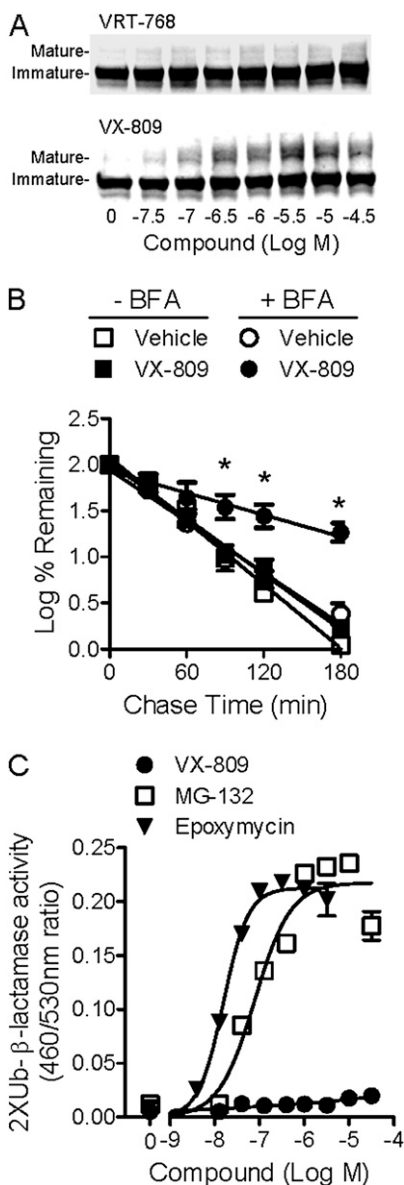 A
VRT-768
Mature-
Immature-
VX-809
Mature-
Immature-
0 -7.5 -7 -6.5 -6 -5.5 -5 -4.5
Compound (Log M)
B
- BFA + BFA
Vehicle Vehicle
VX-809 VX-809
* * *
Log % Remaining
2.0
1.5
1.0
0.5
0.0
0 60 120 180
Chase Time (min)
C
VX-809
MG-132
Epoxymycin
2XUb-β-lactamase activity
(460/530nm ratio)
0.25
0.20
0.15
0.10
0.05
0.00
0 -9 -8 -7 -6 -5 -4
Compound (Log M)